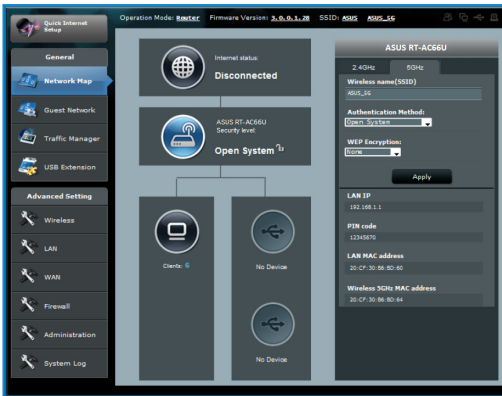 Quick Internet
Setup
Operation Mode: Router Firmware Version: 3.0.0.1.28 SSID: ASUS ASUS_5G
General
Network Map
Guest Network
Traffic Manager
USB Extension
Advanced Setting
Wireless
LAN
WAN
Firewall
Administration
System Log
Internet status:
Disconnected
ASUS RT-AC66U
Security level:
Open System
Clients: 6
No Device
No Device
ASUS RT-AC66U
2.4GHz 5GHz
Wireless name(SSID)
ASUS_5G
Authentication Method:
Open System
WEP Encryption:
None
Apply
LAN IP
192.168.1.1
PIN code
12345670
LAN MAC address
20:CF:30:B6:BD:60
Wireless 5GHz MAC address
20:CF:30:B6:BD:64